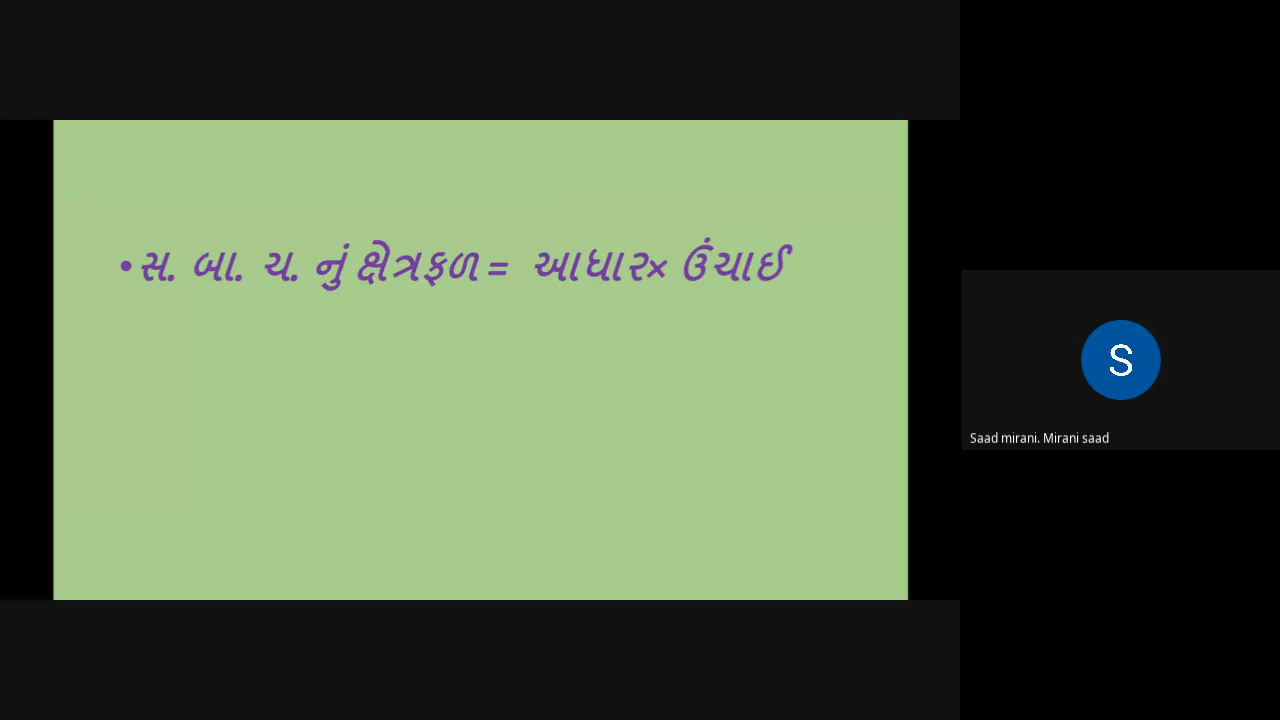 • સ. બા. ચ. નું ક્ષેત્રફળ = આધાર× ઉંચાઈ
S
Saad mirani. Mirani saad